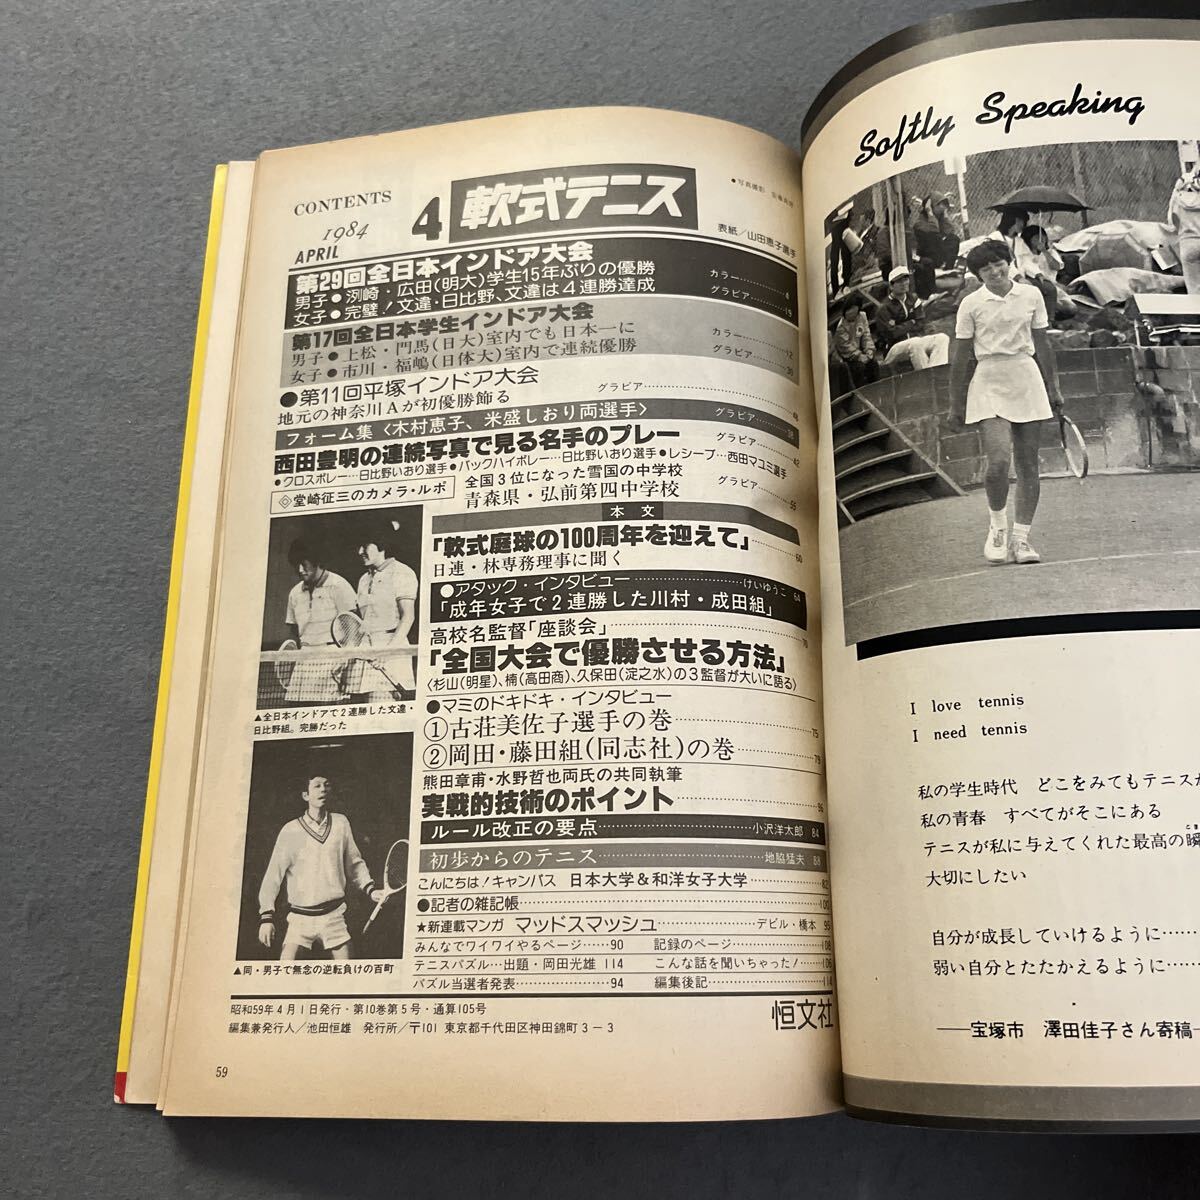 CONTENTS
1984
APRIL
4 軟式テニス
●写真撮影
表紙/山田恵子選手
第29回全日本インドア大会
男子●洌崎・広田(明大)学生15年ぶりの優勝 カラー……4
女子●完璧!文違・日比野、文違は4連勝達成 グラビア……19
第17回全日本学生インドア大会
男子●上松・門馬(日大)室内でも日本一に カラー……12
女子●市川・福嶋(日体大)室内で連続優勝 グラビア……30
●第11回平塚インドア大会
地元の神奈川Aが初優勝飾る グラビア……48
フォーム集〈木村恵子、米盛しおり両選手〉 グラビア……38
西田豊明の連続写真で見る名手のプレー グラビア……42
●クロスボレー…日比野いおり選手●バックハイボレー…日比野いおり選手●レシーブ…西田マユミ選手
◇堂崎征三のカメラ・ルポ
全国3位になった雪国の中学校
青森県・弘前第四中学校 グラビア……55
本文
「軟式庭球の100周年を迎えて」……60
日連・林専務理事に聞く
●アタック・インタビュー……けいゆうこ 64
「成年女子で2連勝した川村・成田組」
高校名監督「座談会」……70
「全国大会で優勝させる方法」
〈杉山(明星)、楠(高田商)、久保田(淀之水)の3監督が大いに語る〉
●マミのドキドキ・インタビュー
①古荘美佐子選手の巻……75
②岡田・藤田組(同志社)の巻……79
熊田章甫・水野哲也両氏の共同執筆
実戦的技術のポイント……96
ルール改正の要点……小沢洋太郎 84
初歩からのテニス……地脇猛夫 88
こんにちは!キャンパス 日本大学&和洋女子大学……82
●記者の雑記帳……100
★新連載マンガ マッドスマッシュ……デビル・橋本 95
みんなでワイワイやるページ……90 記録のページ……108
テニスパズル…出題・岡田光雄 114 こんな話を聞いちゃった!……106
パズル当選者発表……94 編集後記……114
▲全日本インドアで2連勝した文違・
日比野組。完勝だった
▲同・男子で無念の逆転負けの百町
昭和59年4月1日発行・第10巻第5号・通算105号
編集兼発行人/池田恒雄 発行所/〒101 東京都千代田区神田錦町3-3
恒文社
59
Softly Speaking
I love tennis
I need tennis
私の学生時代 どこをみてもテニスが
私の青春 すべてがそこにある
テニスが私に与えてくれた最高の瞬
大切にしたい
自分が成長していけるように……
弱い自分とたたかえるように……
──宝塚市 澤田佳子さん寄稿─